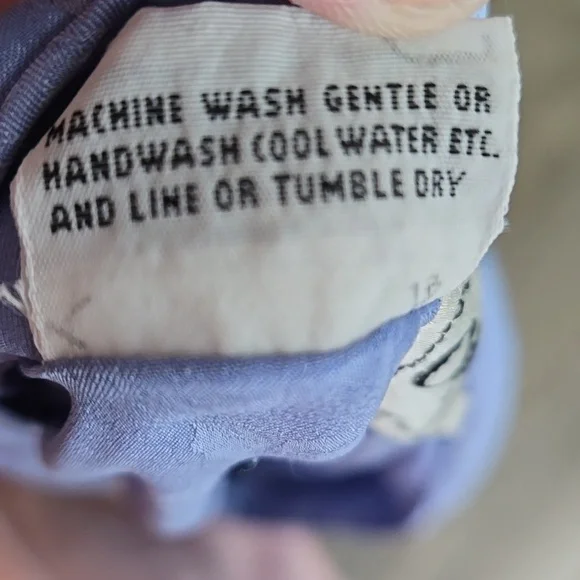 MACHINE WASH GENTLE OR
HANDWASH COOL WATER ETC.
AND LINE OR TUMBLE DRY